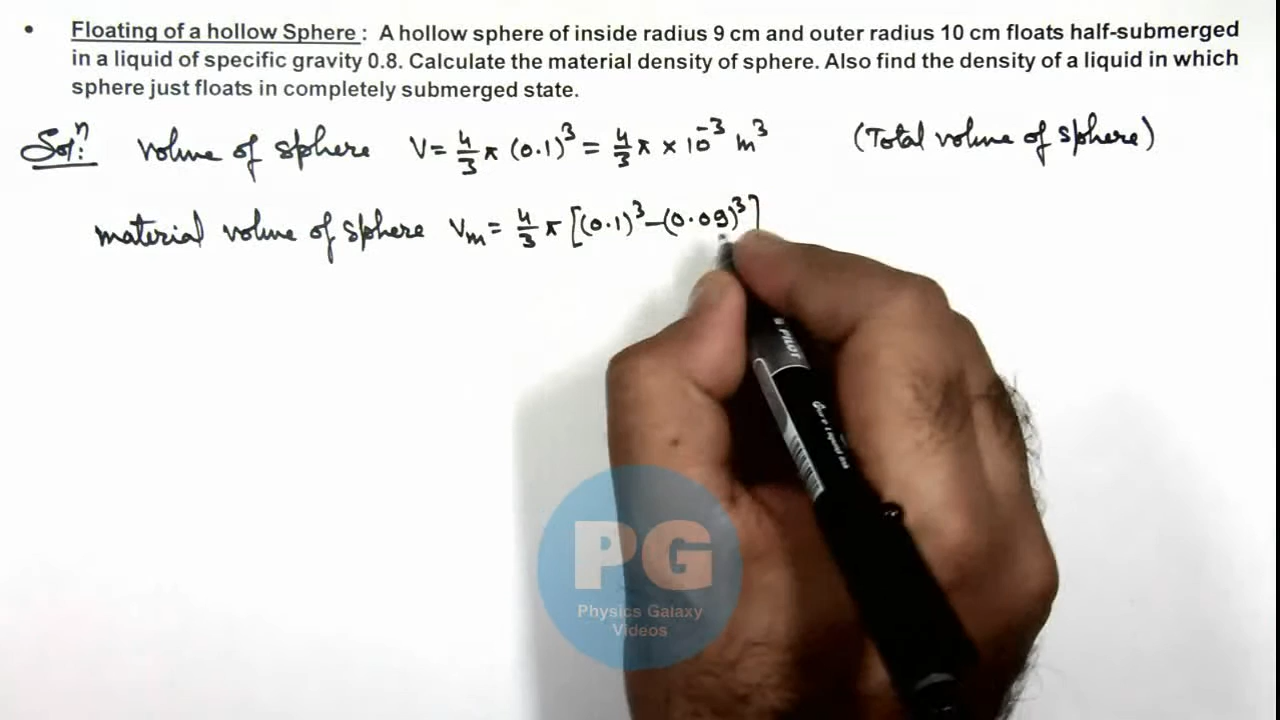 • Floating of a hollow Sphere : A hollow sphere of inside radius 9 cm and outer radius 10 cm floats half-submerged
in a liquid of specific gravity 0.8. Calculate the material density of sphere. Also find the density of a liquid in which
sphere just floats in completely submerged state.
Solⁿ: volume of sphere V = 4/3 π (0.1)³ = 4/3 π × 10⁻³ m³ (Total volume of sphere)
material volume of sphere Vₘ = 4/3 π [(0.1)³ – (0.09)³]
PILOT
PG
Physics Galaxy
Videos